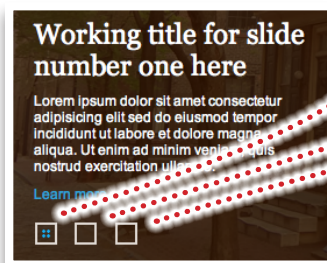 Working title for slide
number one here
Lorem ipsum dolor sit amet consectetur
adipisicing elit sed do eiusmod tempor
incididunt ut labore et dolore magna
aliqua. Ut enim ad minim veniam, quis
nostrud exercitation
Learn more